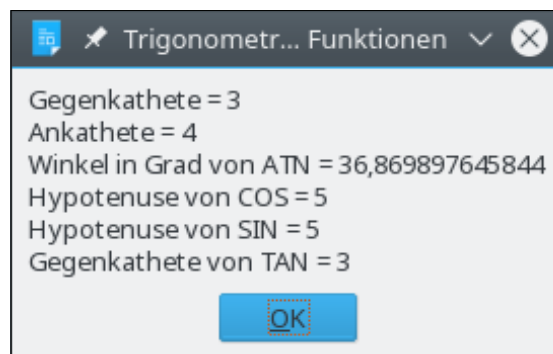 Trigonometr... Funktionen
Gegenkathete = 3
Ankathete = 4
Winkel in Grad von ATN = 36,869897645844
Hypotenuse von COS = 5
Hypotenuse von SIN = 5
Gegenkathete von TAN = 3
OK